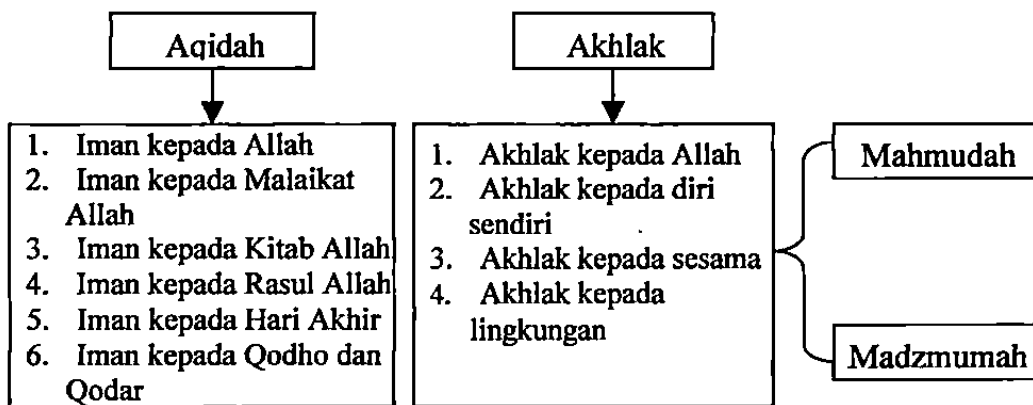 Aqidah
1. Iman kepada Allah
2. Iman kepada Malaikat
Allah
3. Iman kepada Kitab Allah
4. Iman kepada Rasul Allah
5. Iman kepada Hari Akhir
6. Iman kepada Qodho dan
Qodar
Akhlak
1. Akhlak kepada Allah
2. Akhlak kepada diri
sendiri
3. Akhlak kepada sesama
4. Akhlak kepada
lingkungan
Mahmudah
Madzmumah